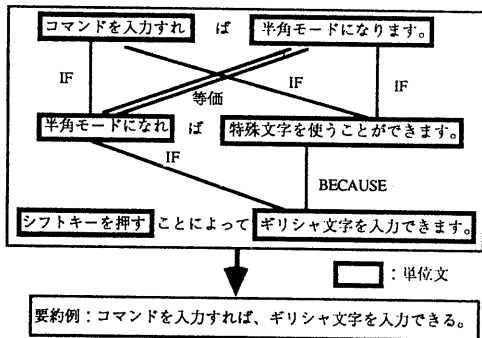 コマンドを入力すれ ば 半角モードになります。
IF IF IF
等価
半角モードになれ ば 特殊文字を使うことができます。
IF
BECAUSE
シフトキーを押す ことによって ギリシャ文字を入力できます。
：単位文
要約例：コマンドを入力すれば、ギリシャ文字を入力できる。